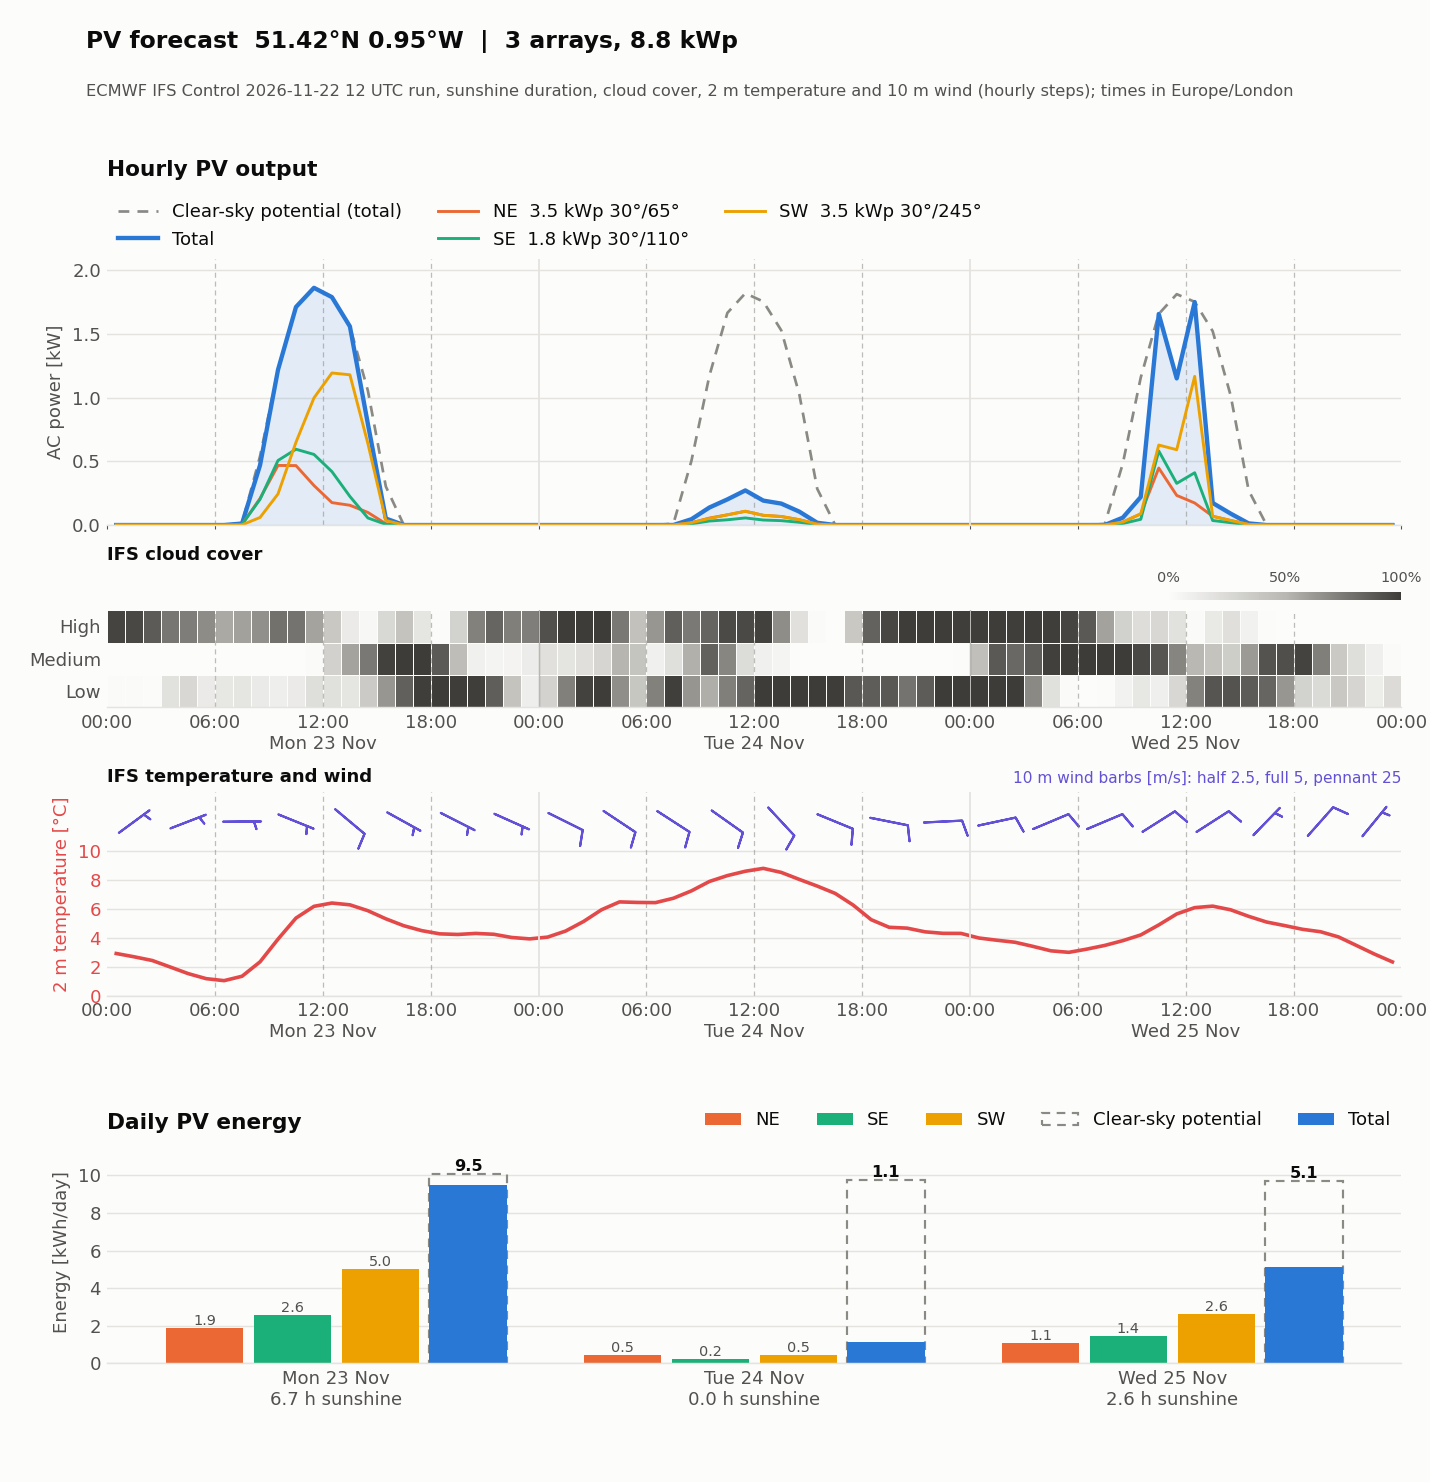 PV forecast  51.42°N 0.95°W  |  3 arrays, 8.8 kWp
ECMWF IFS Control 2026-11-22 12 UTC run, sunshine duration, cloud cover, 2 m temperature and 10 m wind (hourly steps); times in Europe/London
Hourly PV output
Clear-sky potential (total)
Total
NE  3.5 kWp 30°/65°
SE  1.8 kWp 30°/110°
SW  3.5 kWp 30°/245°
AC power [kW]
2.0
1.5
1.0
0.5
0.0
IFS cloud cover
0% 50% 100%
High
Medium
Low
00:00 06:00 12:00 18:00 00:00 06:00 12:00 18:00 00:00 06:00 12:00 18:00 00:00
Mon 23 Nov Tue 24 Nov Wed 25 Nov
IFS temperature and wind
10 m wind barbs [m/s]: half 2.5, full 5, pennant 25
2 m temperature [°C]
10
8
6
4
2
0
00:00 06:00 12:00 18:00 00:00 06:00 12:00 18:00 00:00 06:00 12:00 18:00 00:00
Mon 23 Nov Tue 24 Nov Wed 25 Nov
Daily PV energy
NE SE SW Clear-sky potential Total
Energy [kWh/day]
10
8
6
4
2
0
1.9 2.6 5.0 9.5
0.5 0.2 0.5 1.1
1.1 1.4 2.6 5.1
Mon 23 Nov
6.7 h sunshine
Tue 24 Nov
0.0 h sunshine
Wed 25 Nov
2.6 h sunshine